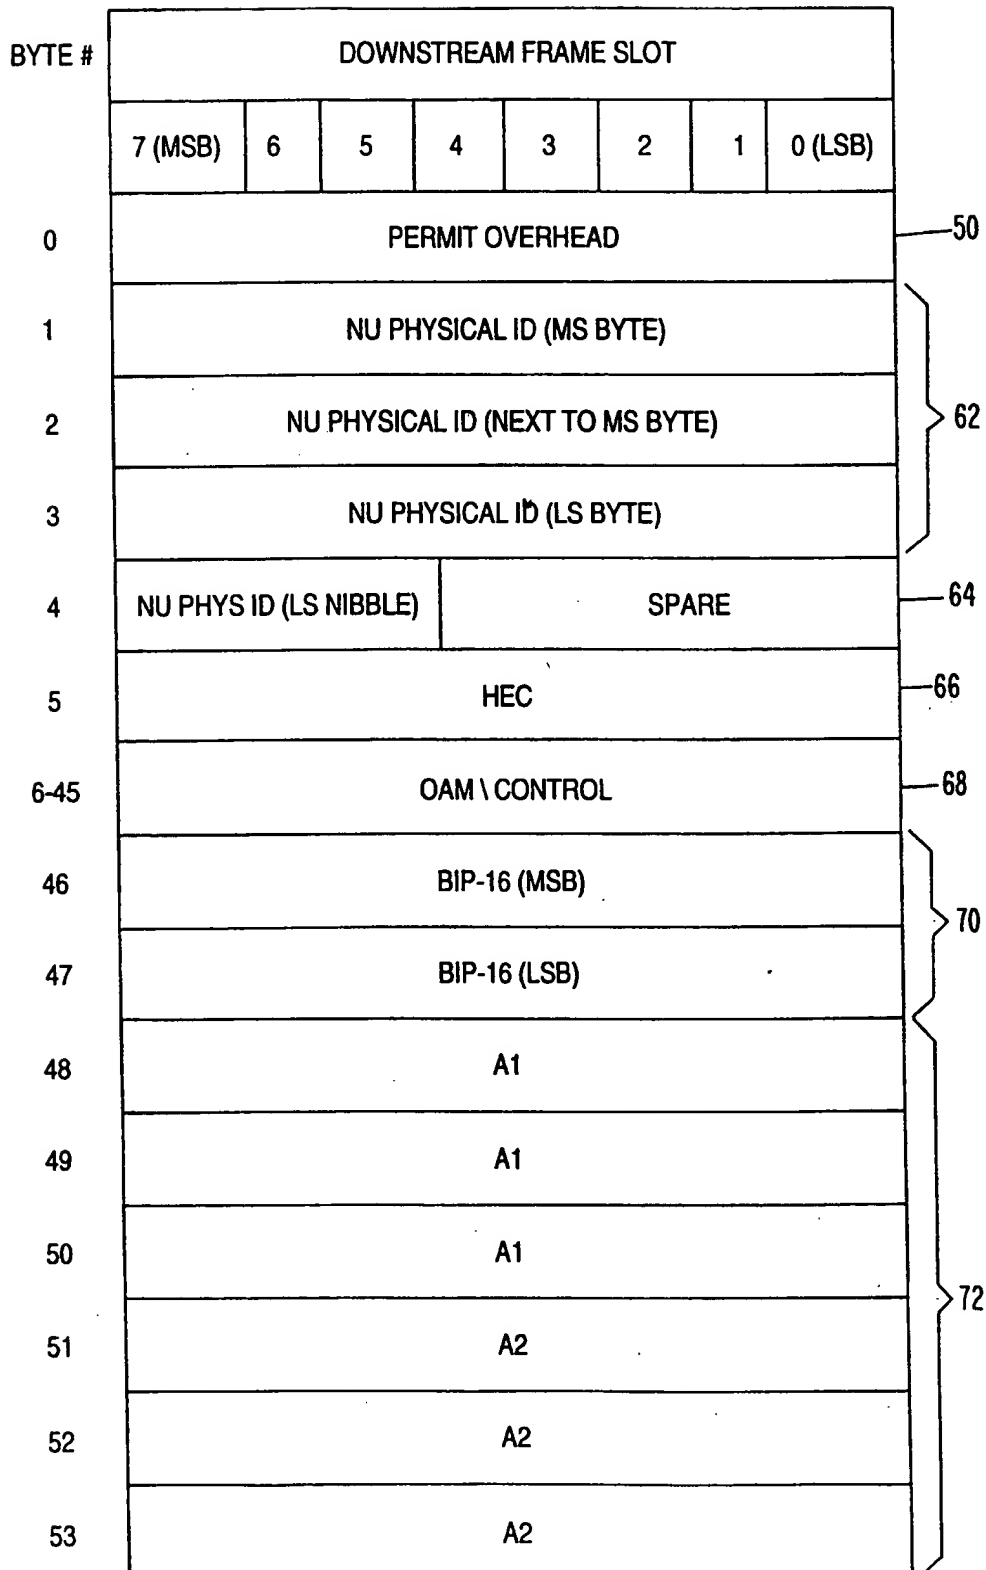 BYTE # DOWNSTREAM FRAME SLOT
7 (MSB) 6 5 4 3 2 1 0 (LSB)
0 PERMIT OVERHEAD 50
1 NU PHYSICAL ID (MS BYTE)
2 NU PHYSICAL ID (NEXT TO MS BYTE) 62
3 NU PHYSICAL ID (LS BYTE)
4 NU PHYS ID (LS NIBBLE) SPARE 64
5 HEC 66
6-45 OAM \ CONTROL 68
46 BIP-16 (MSB)
70
47 BIP-16 (LSB)
48 A1
49 A1
50 A1
72
51 A2
52 A2
53 A2